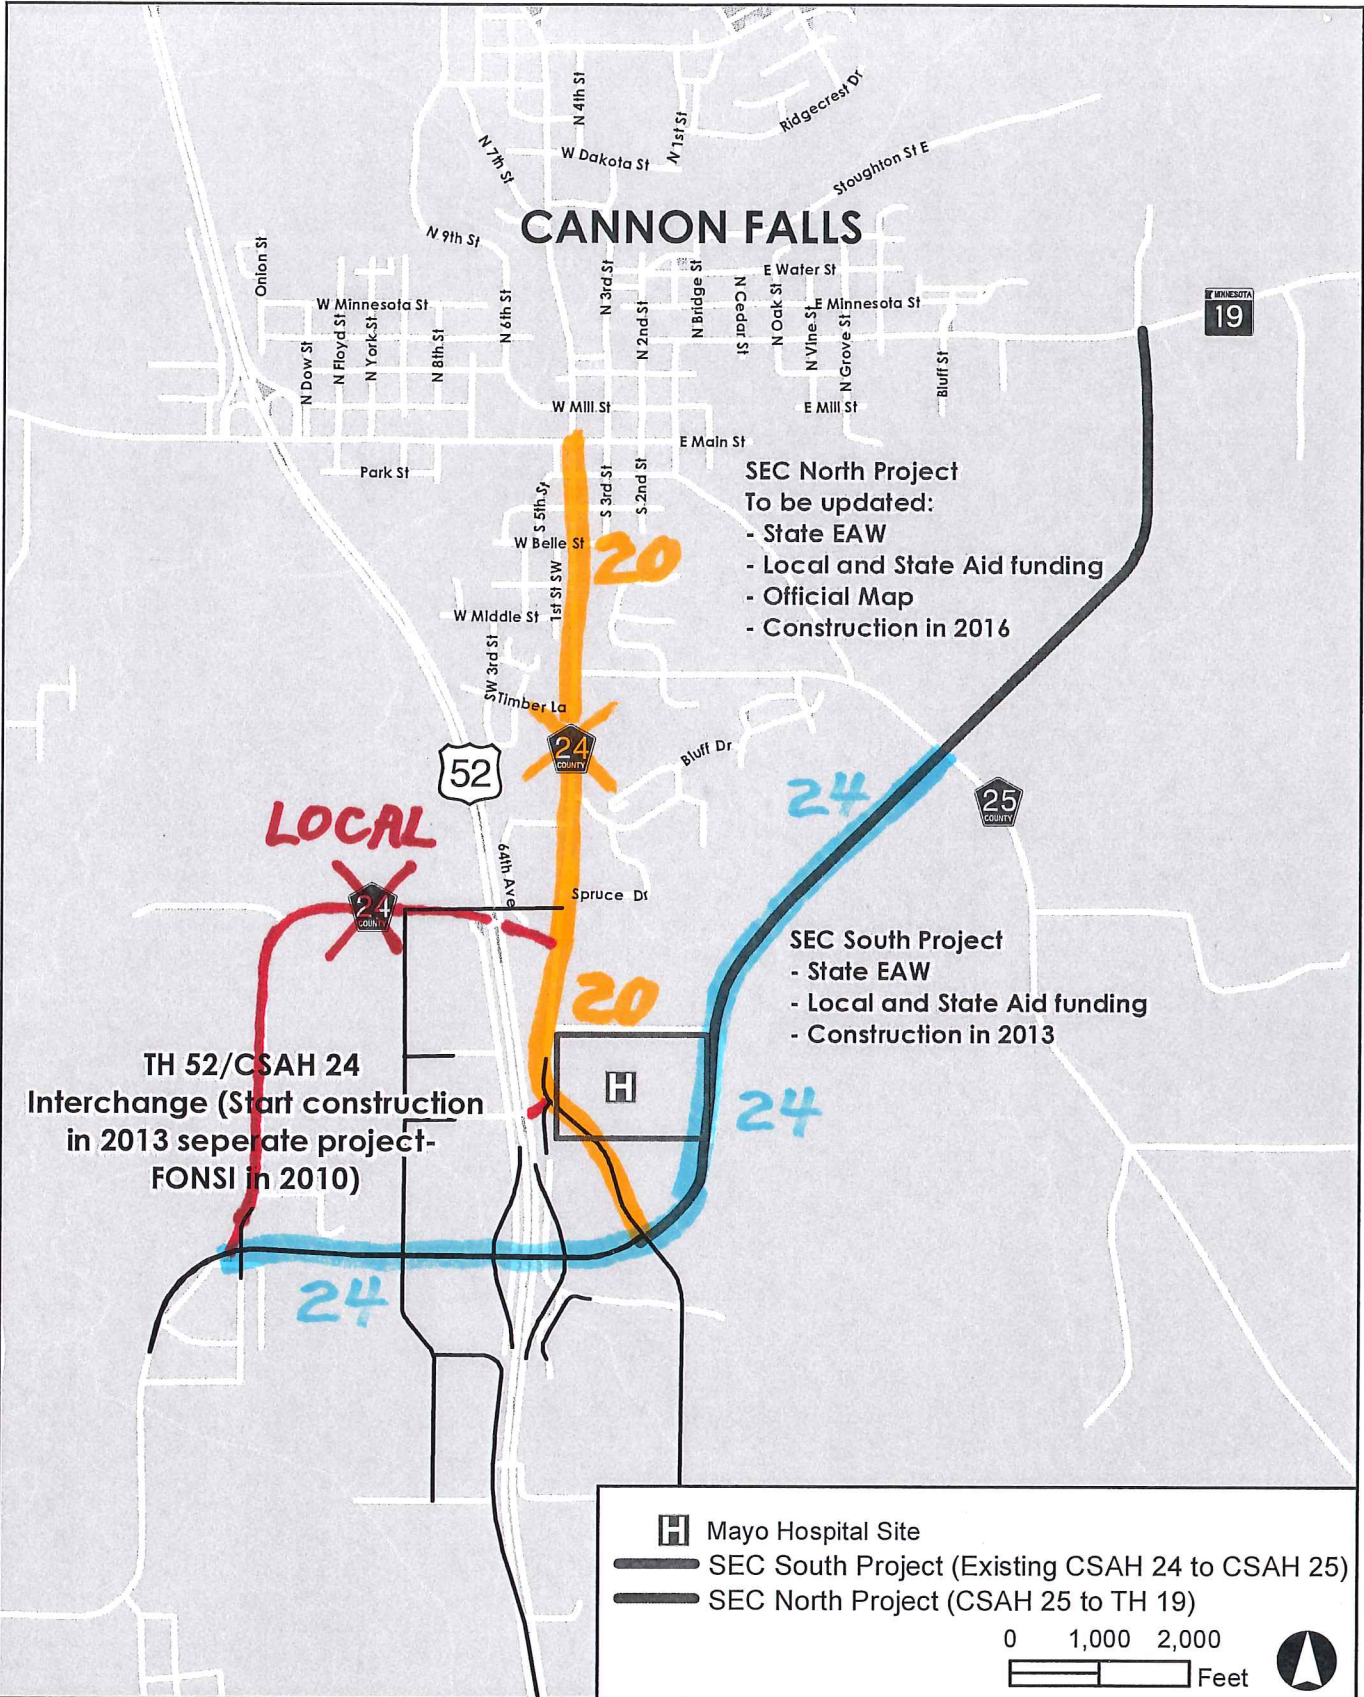 N 4th St
N 1st St
Ridgecrest Dr
N 7th St
W Dakota St
Stoughton St E
CANNON FALLS
N 9th St
Onion St
E Water St
N 3rd St
N Bridge St
N Cedar St
N Oak St
W Minnesota St
E Minnesota St
N 6th St
N 2nd St
N Vine St
N Grove St
MINNESOTA
19
N Dow St
N Floyd St
N York St
N 8th St
Bluff St
W Mill St
E Mill St
E Main St
Park St
S 5th St
S 3rd St
S 2nd St
SEC North Project
To be updated:
- State EAW
- Local and State Aid funding
- Official Map
- Construction in 2016
W Belle St
20
1st St SW
W Middle St
SW 3rd St
Timber La
24
COUNTY
Bluff Dr
52
24
25
COUNTY
LOCAL
64th Ave
24
COUNTY
Spruce Dr
SEC South Project
- State EAW
- Local and State Aid funding
- Construction in 2013
20
H
24
TH 52/CSAH 24
Interchange (Start construction
in 2013 seperate project-
FONSI in 2010)
24
H Mayo Hospital Site
SEC South Project (Existing CSAH 24 to CSAH 25)
SEC North Project (CSAH 25 to TH 19)
0 1,000 2,000
Feet